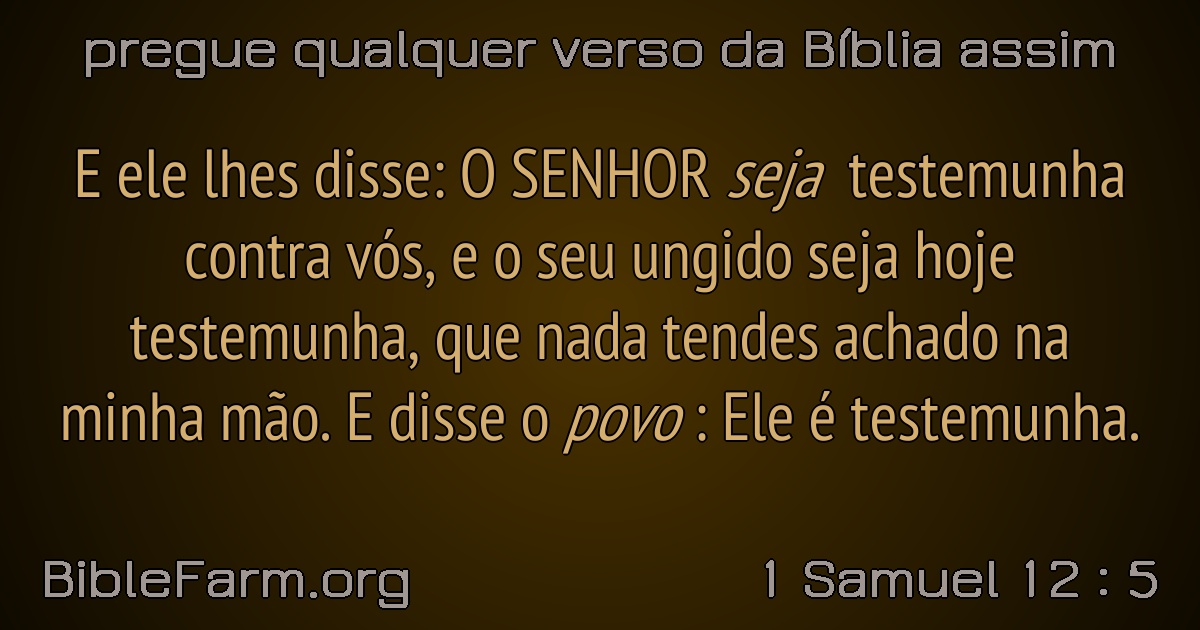 pregue qualquer verso da Bíblia assim
E ele lhes disse: O SENHOR seja testemunha
contra vós, e o seu ungido seja hoje
testemunha, que nada tendes achado na
minha mão. E disse o povo : Ele é testemunha.
BibleFarm.org
1 Samuel 12 : 5